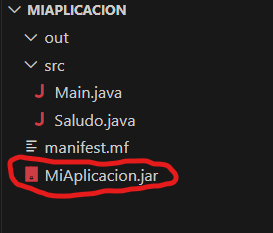 MIAPLICACION
out
src
Main.java
Saludo.java
manifest.mf
MiAplicacion.jar